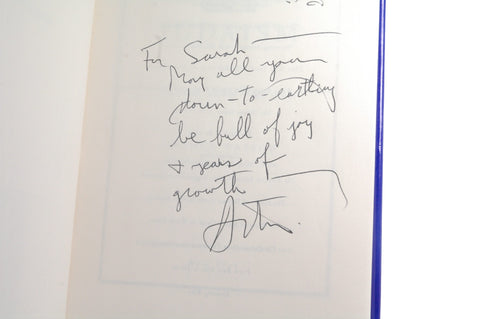 For Sarah
May all your
down-to-earthing
be full of joy
+ years of
growth